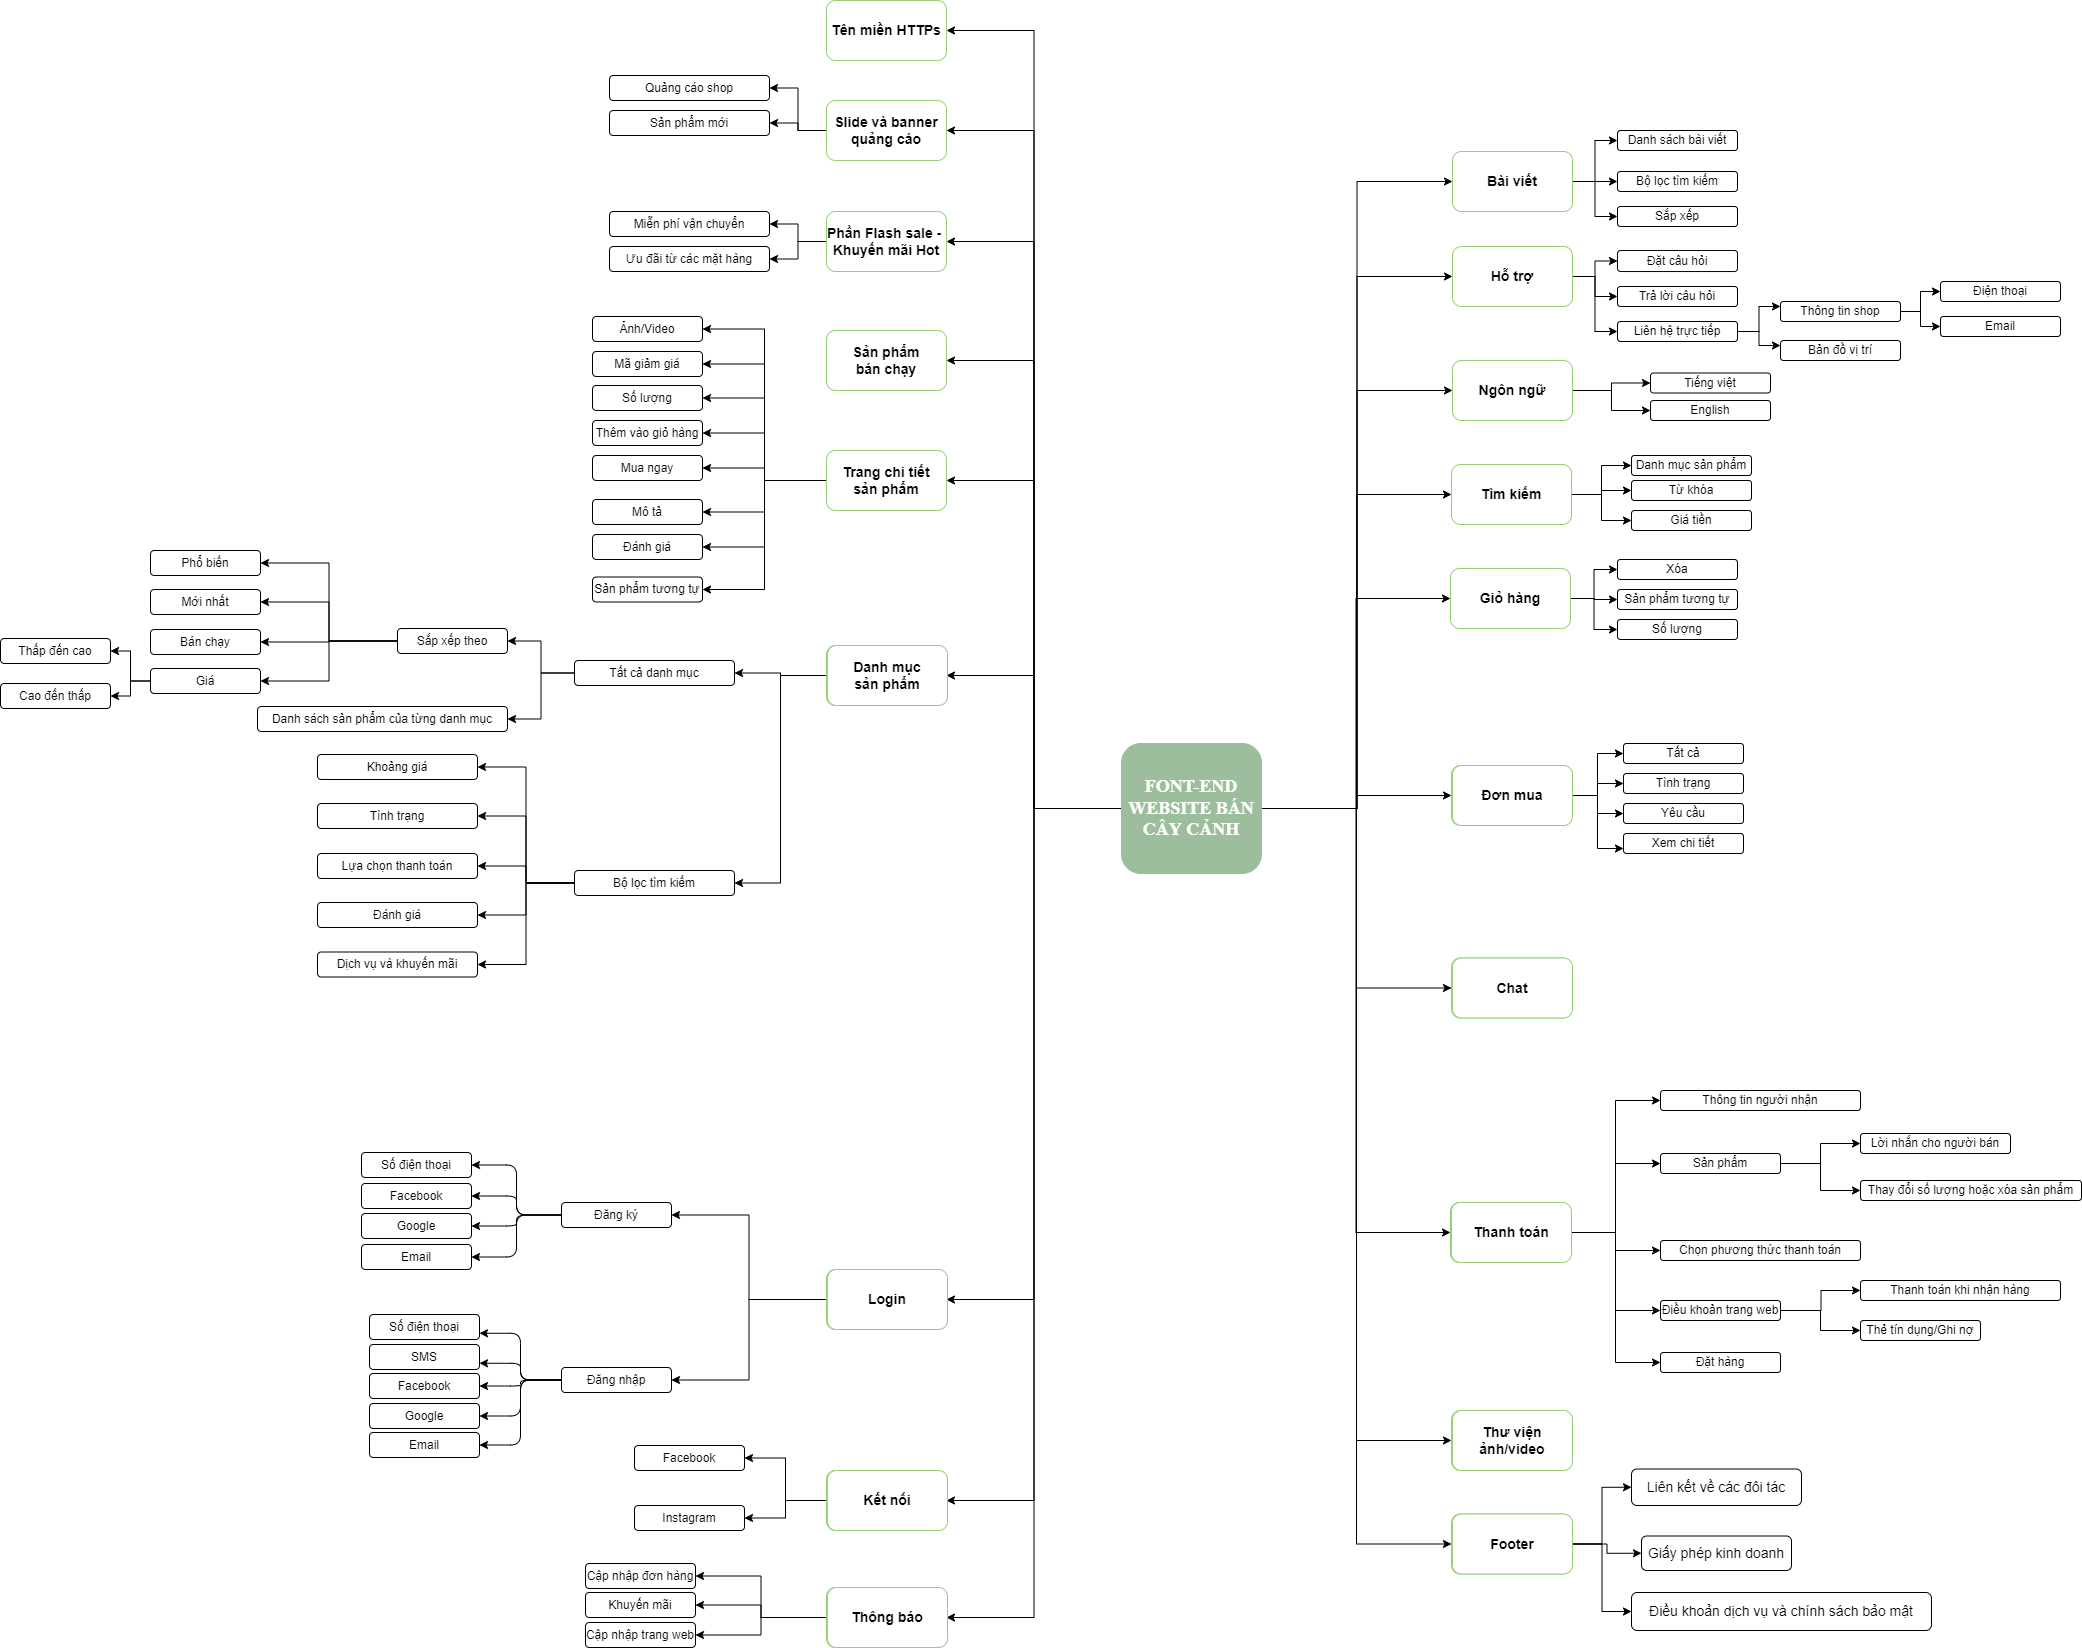 FONT-END
WEBSITE BÁN
CÂY CẢNH
Tên miền HTTPs
Slide và banner
quảng cáo
Quảng cáo shop
Sản phẩm mới
Phần Flash sale -
Khuyến mãi Hot
Miễn phí vận chuyển
Ưu đãi từ các mặt hàng
Sản phẩm
bán chạy
Trang chi tiết
sản phẩm
Ảnh/Video
Mã giảm giá
Số lượng
Thêm vào giỏ hàng
Mua ngay
Mô tả
Đánh giá
Sản phẩm tương tự
Danh mục
sản phẩm
Tất cả danh mục
Sắp xếp theo
Phổ biến
Mới nhất
Bán chạy
Giá
Thấp đến cao
Cao đến thấp
Danh sách sản phẩm của từng danh mục
Bộ lọc tìm kiếm
Khoảng giá
Tình trạng
Lựa chọn thanh toán
Đánh giá
Dịch vụ và khuyến mãi
Login
Đăng ký
Số điện thoại
Facebook
Google
Email
Đăng nhập
Số điện thoại
SMS
Facebook
Google
Email
Kết nối
Facebook
Instagram
Thông báo
Cập nhập đơn hàng
Khuyến mãi
Cập nhập trang web
Bài viết
Danh sách bài viết
Bộ lọc tìm kiếm
Sắp xếp
Hỗ trợ
Đặt câu hỏi
Trả lời câu hỏi
Liên hệ trực tiếp
Thông tin shop
Điện thoại
Email
Bản đồ vị trí
Ngôn ngữ
Tiếng việt
English
Tìm kiếm
Danh mục sản phẩm
Từ khóa
Giá tiền
Giỏ hàng
Xóa
Sản phẩm tương tự
Số lượng
Đơn mua
Tất cả
Tình trạng
Yêu cầu
Xem chi tiết
Chat
Thanh toán
Thông tin người nhận
Sản phẩm
Lời nhắn cho người bán
Thay đổi số lượng hoặc xóa sản phẩm
Chọn phương thức thanh toán
Điều khoản trang web
Thanh toán khi nhận hàng
Thẻ tín dụng/Ghi nợ
Đặt hàng
Thư viện
ảnh/video
Footer
Liên kết về các đôi tác
Giấy phép kinh doanh
Điều khoản dịch vụ và chính sách bảo mật